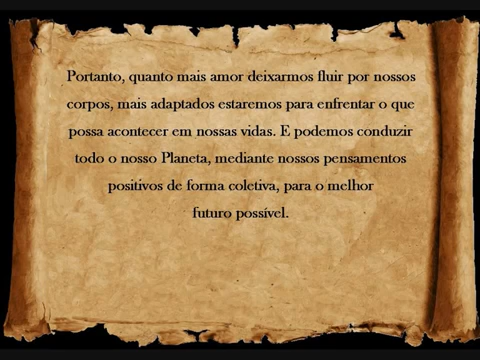 Portanto, quanto mais amor deixarmos fluir por nossos
corpos, mais adaptados estaremos para enfrentar o que
possa acontecer em nossas vidas. E podemos conduzir
todo o nosso Planeta, mediante nossos pensamentos
positivos de forma coletiva, para o melhor
futuro possível.